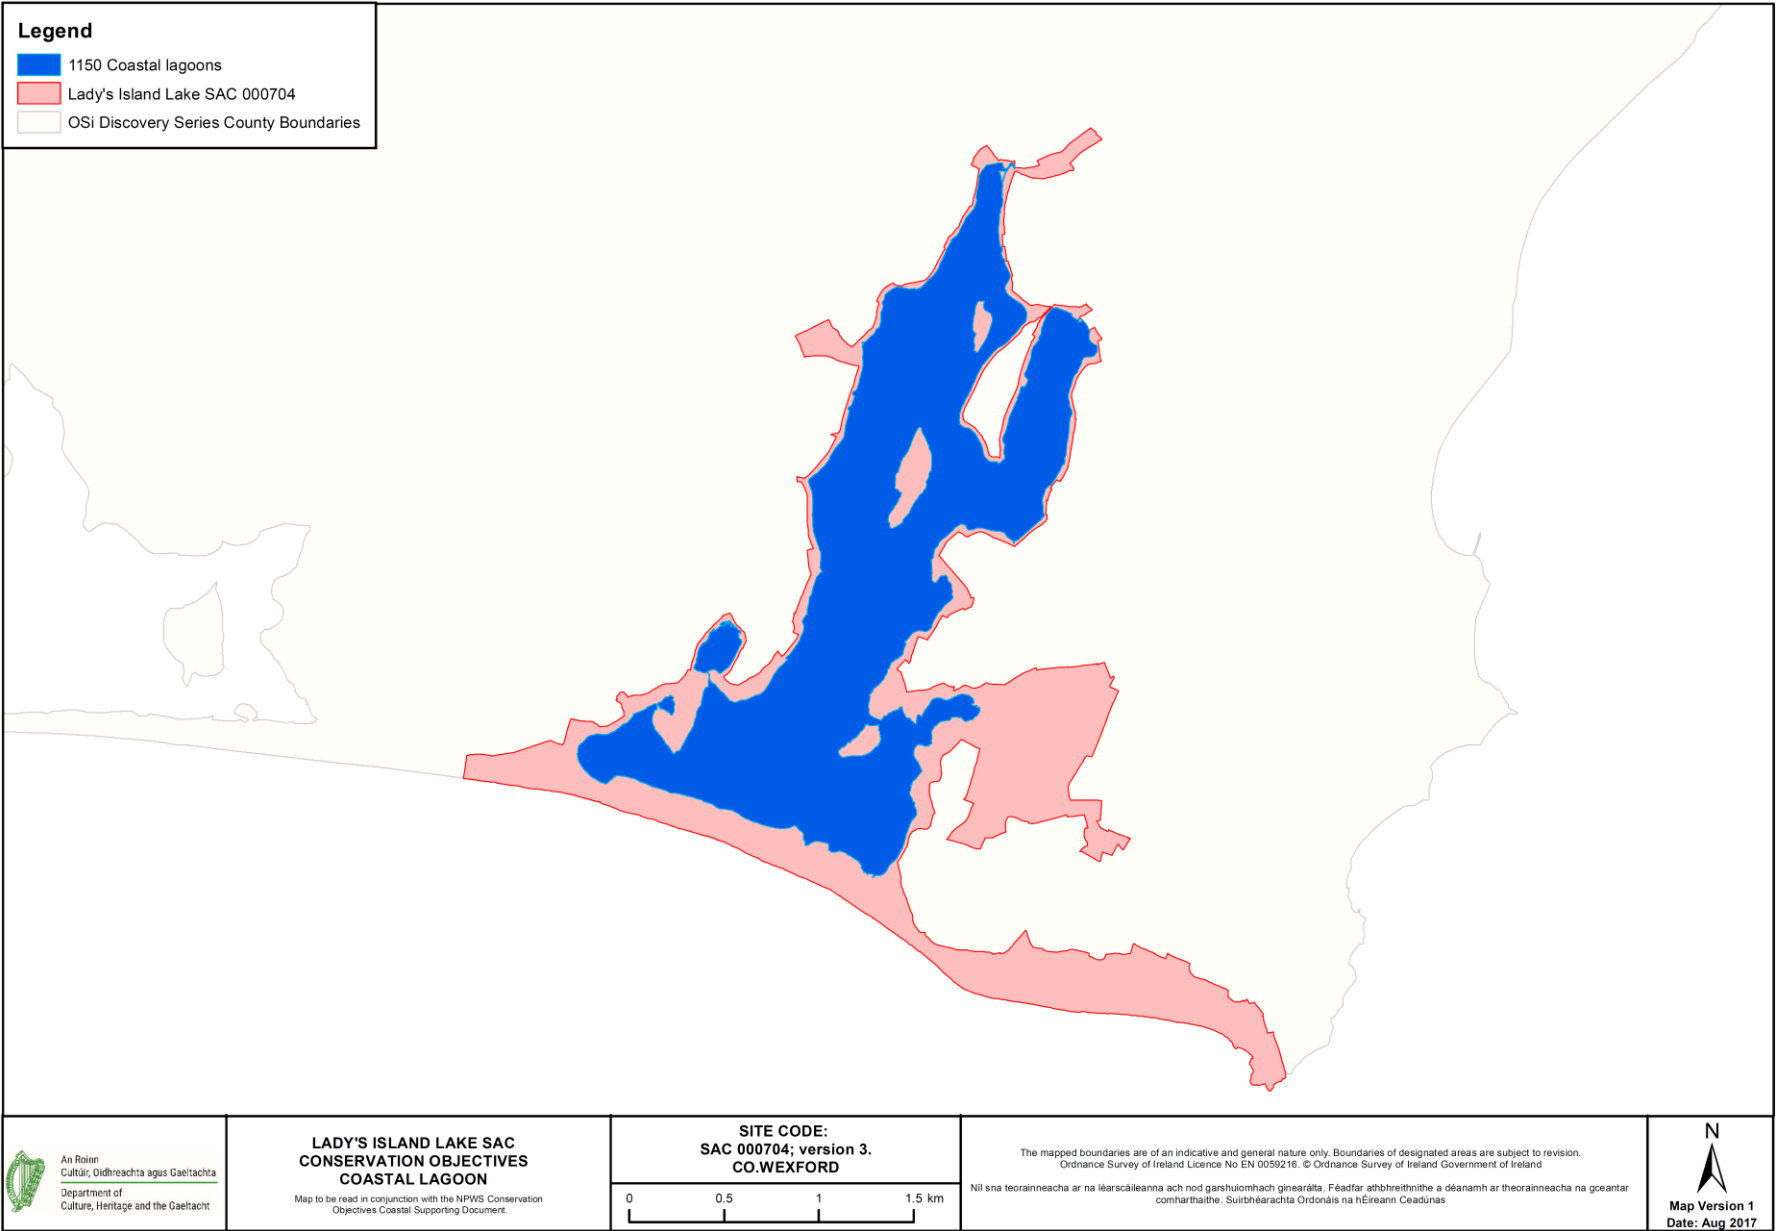 Legend
1150 Coastal lagoons
Lady's Island Lake SAC 000704
OSi Discovery Series County Boundaries
An Roinn
Cultúir, Oidhreachta agus Gaeltachta
Department of
Culture, Heritage and the Gaeltacht
LADY'S ISLAND LAKE SAC
CONSERVATION OBJECTIVES
COASTAL LAGOON
Map to be read in conjunction with the NPWS Conservation
Objectives Coastal Supporting Document.
SITE CODE:
SAC 000704; version 3.
CO.WEXFORD
0 0.5 1 1.5 km
The mapped boundaries are of an indicative and general nature only. Boundaries of designated areas are subject to revision.
Ordnance Survey of Ireland Licence No EN 0059216. © Ordnance Survey of Ireland Government of Ireland
Níl sna teorainneacha ar na léarscáileanna ach nod garshuiomhach ginearálta. Féadfar athbhreithnithe a déanamh ar theorainneacha na gceantar
comharthaithe. Suirbhéarachta Ordonáis na hÉireann Ceadúnas
N
Map Version 1
Date: Aug 2017